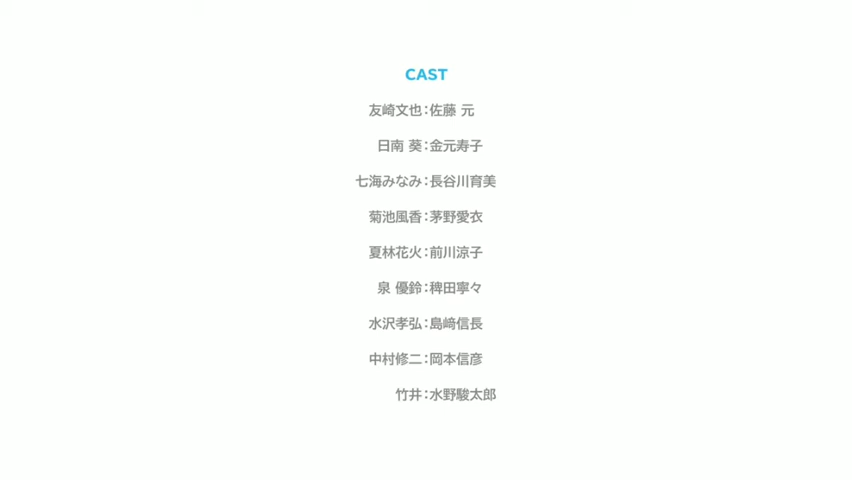 CAST
友崎文也：佐藤 元
日南 葵：金元寿子
七海みなみ：長谷川育美
菊池風香：茅野愛衣
夏林花火：前川涼子
泉 優鈴：稗田寧々
水沢孝弘：島﨑信長
中村修二：岡本信彦
竹井：水野駿太郎